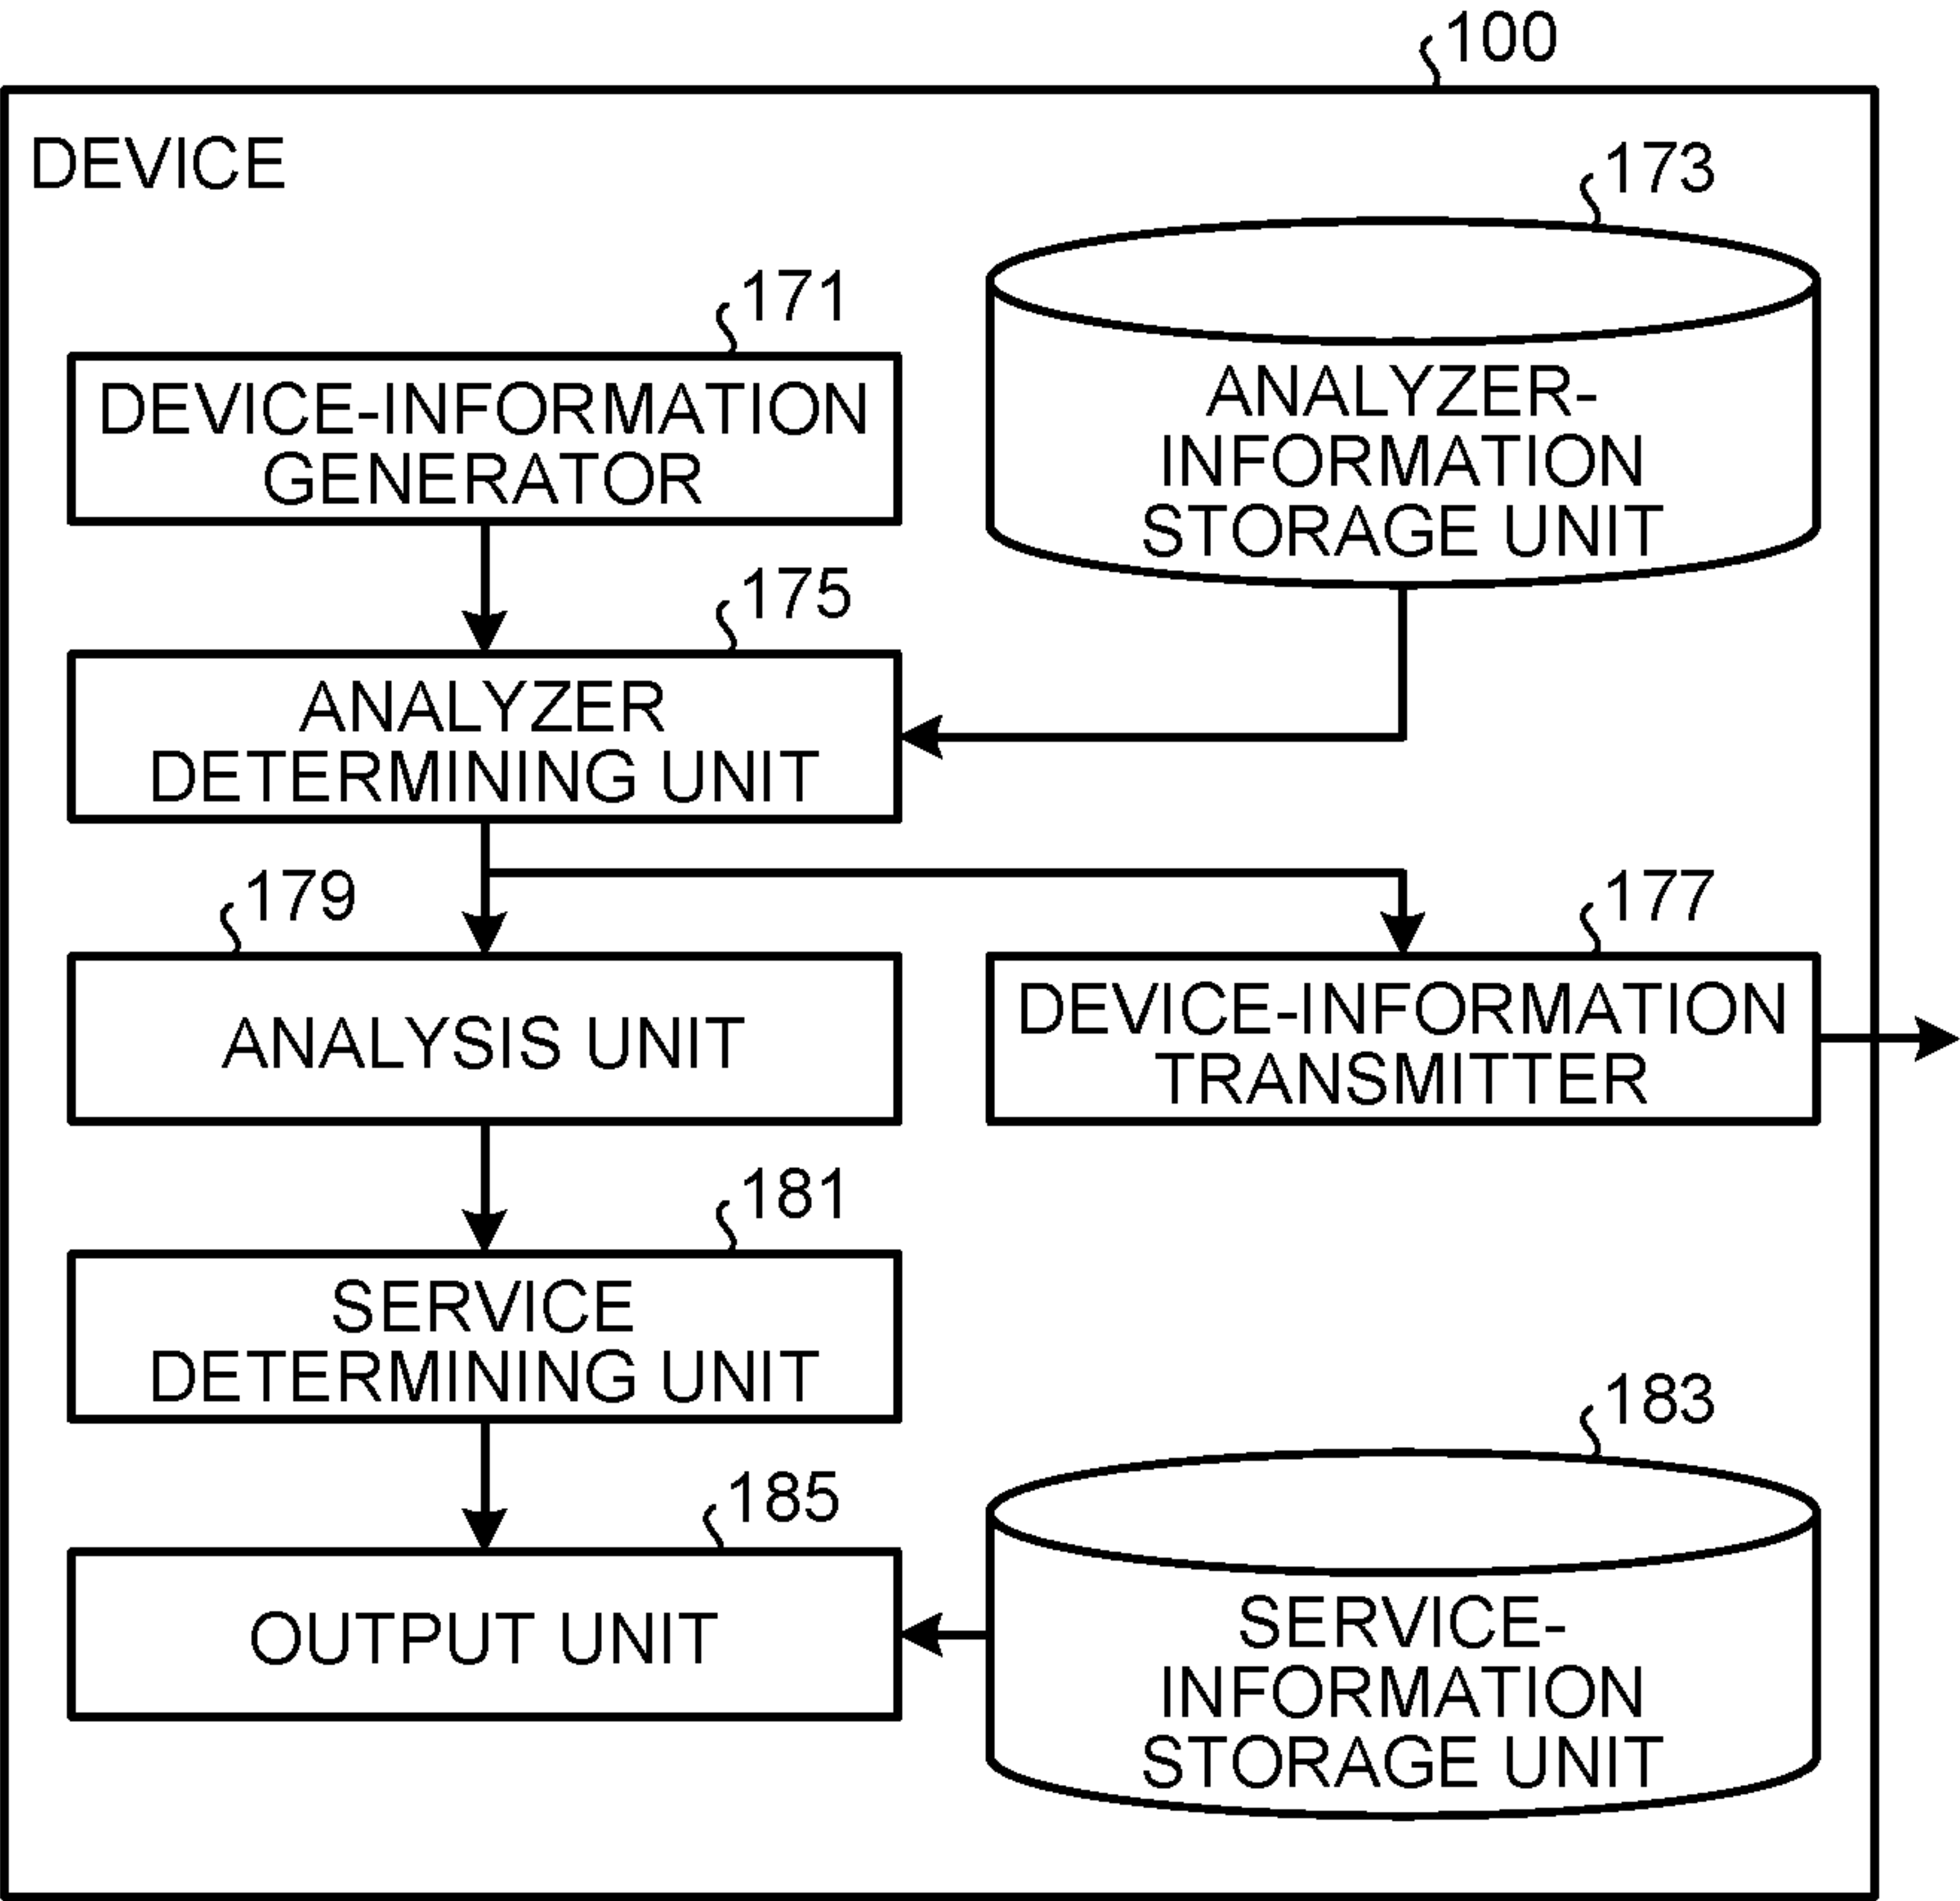 100
DEVICE
173
171
DEVICE-INFORMATION
GENERATOR
ANALYZER-
INFORMATION
STORAGE UNIT
175
ANALYZER
DETERMINING UNIT
179
ANALYSIS UNIT
177
DEVICE-INFORMATION
TRANSMITTER
181
SERVICE
DETERMINING UNIT
183
185
OUTPUT UNIT
SERVICE-
INFORMATION
STORAGE UNIT